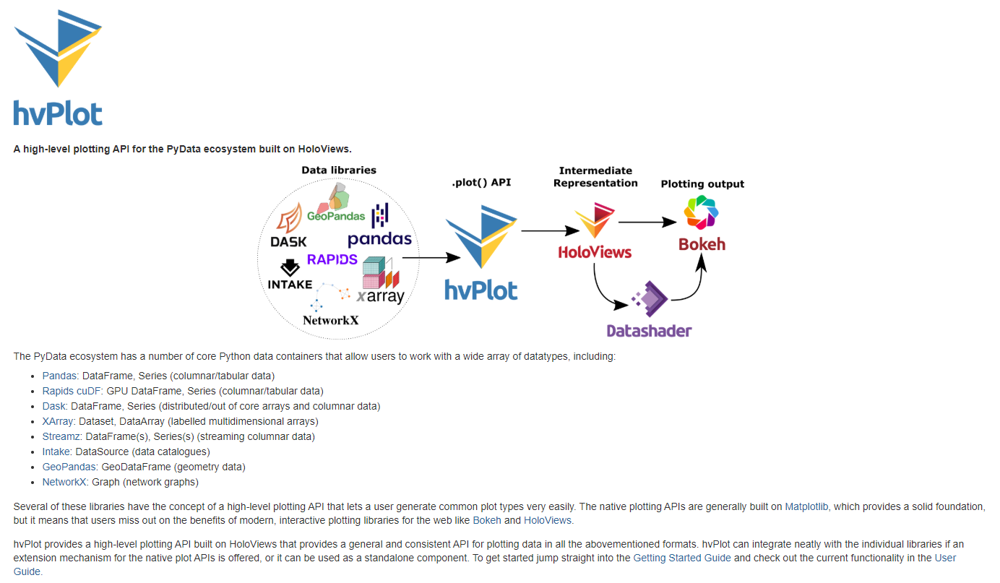 hvPlot
A high-level plotting API for the PyData ecosystem built on HoloViews.
Data libraries
GeoPandas
DASK
pandas
RAPIDS
INTAKE
xarray
NetworkX
.plot() API
hvPlot
Intermediate
Representation
HoloViews
Datashader
Plotting output
Bokeh
The PyData ecosystem has a number of core Python data containers that allow users to work with a wide array of datatypes, including:
• Pandas: DataFrame, Series (columnar/tabular data)
• Rapids cuDF: GPU DataFrame, Series (columnar/tabular data)
• Dask: DataFrame, Series (distributed/out of core arrays and columnar data)
• XArray: Dataset, DataArray (labelled multidimensional arrays)
• Streamz: DataFrame(s), Series(s) (streaming columnar data)
• Intake: DataSource (data catalogues)
• GeoPandas: GeoDataFrame (geometry data)
• NetworkX: Graph (network graphs)
Several of these libraries have the concept of a high-level plotting API that lets a user generate common plot types very easily. The native plotting APIs are generally built on Matplotlib, which provides a solid foundation,
but it means that users miss out on the benefits of modern, interactive plotting libraries for the web like Bokeh and HoloViews.
hvPlot provides a high-level plotting API built on HoloViews that provides a general and consistent API for plotting data in all the abovementioned formats. hvPlot can integrate neatly with the individual libraries if an
extension mechanism for the native plot APIs is offered, or it can be used as a standalone component. To get started jump straight into the Getting Started Guide and check out the current functionality in the User
Guide.